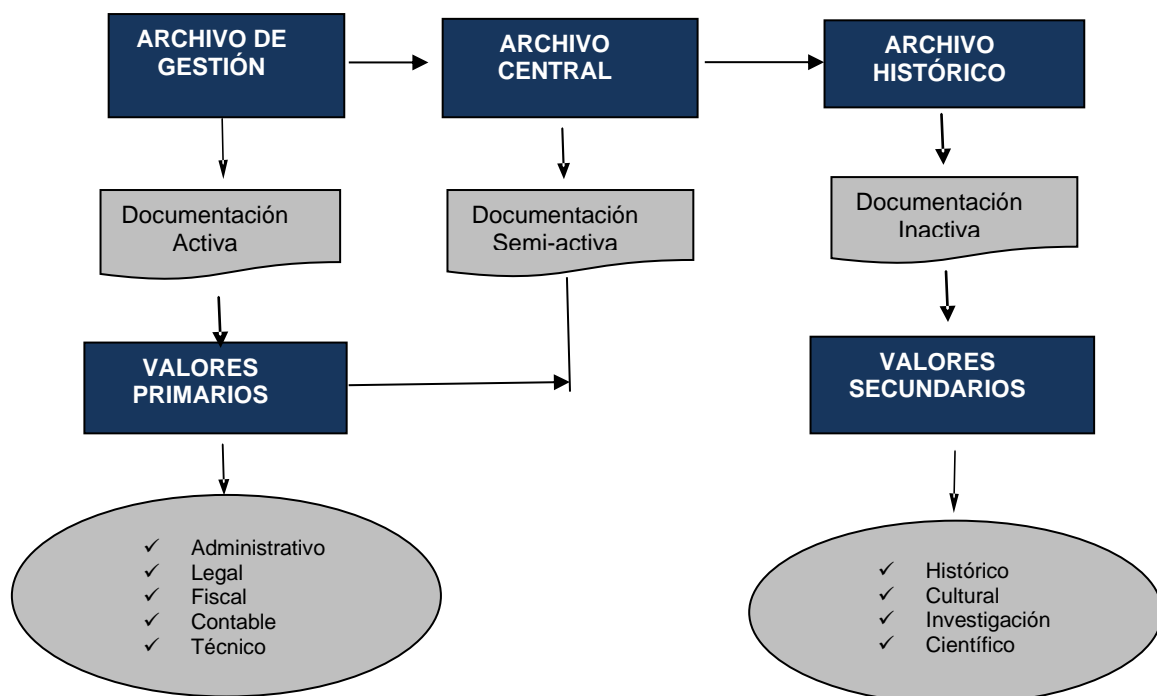 ARCHIVO DE
GESTIÓN
ARCHIVO
CENTRAL
ARCHIVO
HISTÓRICO
Documentación
Activa
Documentación
Semi-activa
Documentación
Inactiva
VALORES
PRIMARIOS
VALORES
SECUNDARIOS
✓ Administrativo
✓ Legal
✓ Fiscal
✓ Contable
✓ Técnico
✓ Histórico
✓ Cultural
✓ Investigación
✓ Científico